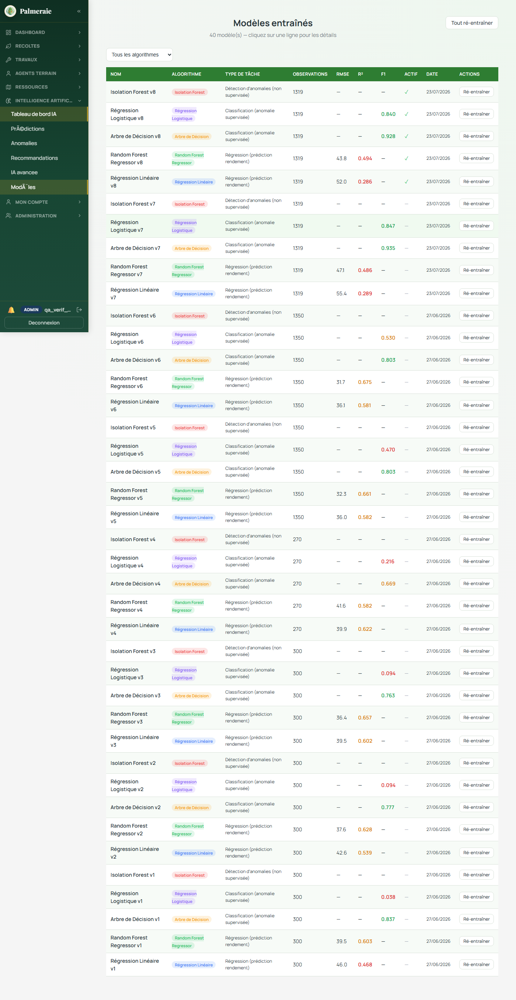 Palmeraie «
DASHBOARD
RECOLTES
TRAVAUX
AGENTS TERRAIN
RESSOURCES
INTELLIGENCE ARTIFIC...
Tableau de bord IA
PrÃ©dictions
Anomalies
Recommandations
IA avancee
ModÃ¨les
MON COMPTE
ADMINISTRATION
ADMIN qa_verif_...
Deconnexion
Modèles entraînés
40 modèle(s) — cliquez sur une ligne pour les détails
Tout ré-entraîner
Tous les algorithmes
NOM ALGORITHME TYPE DE TÂCHE OBSERVATIONS RMSE R² F1 ACTIF DATE ACTIONS
Isolation Forest v8 Isolation Forest Détection d'anomalies (non supervisée) 1319 — — — ✓ 23/07/2026 Ré-entraîner
Régression Logistique v8 Régression Logistique Classification (anomalie supervisée) 1319 — — 0.840 ✓ 23/07/2026 Ré-entraîner
Arbre de Décision v8 Arbre de Décision Classification (anomalie supervisée) 1319 — — 0.928 ✓ 23/07/2026 Ré-entraîner
Random Forest Regressor v8 Random Forest Regressor Régression (prédiction rendement) 1319 43.8 0.494 — ✓ 23/07/2026 Ré-entraîner
Régression Linéaire v8 Régression Linéaire Régression (prédiction rendement) 1319 52.0 0.286 — ✓ 23/07/2026 Ré-entraîner
Isolation Forest v7 Isolation Forest Détection d'anomalies (non supervisée) 1319 — — — — 23/07/2026 Ré-entraîner
Régression Logistique v7 Régression Logistique Classification (anomalie supervisée) 1319 — — 0.847 — 23/07/2026 Ré-entraîner
Arbre de Décision v7 Arbre de Décision Classification (anomalie supervisée) 1319 — — 0.935 — 23/07/2026 Ré-entraîner
Random Forest Regressor v7 Random Forest Regressor Régression (prédiction rendement) 1319 47.1 0.486 — — 23/07/2026 Ré-entraîner
Régression Linéaire v7 Régression Linéaire Régression (prédiction rendement) 1319 55.4 0.289 — — 23/07/2026 Ré-entraîner
Isolation Forest v6 Isolation Forest Détection d'anomalies (non supervisée) 1350 — — — — 27/06/2026 Ré-entraîner
Régression Logistique v6 Régression Logistique Classification (anomalie supervisée) 1350 — — 0.530 — 27/06/2026 Ré-entraîner
Arbre de Décision v6 Arbre de Décision Classification (anomalie supervisée) 1350 — — 0.803 — 27/06/2026 Ré-entraîner
Random Forest Regressor v6 Random Forest Regressor Régression (prédiction rendement) 1350 31.7 0.675 — — 27/06/2026 Ré-entraîner
Régression Linéaire v6 Régression Linéaire Régression (prédiction rendement) 1350 36.1 0.581 — — 27/06/2026 Ré-entraîner
Isolation Forest v5 Isolation Forest Détection d'anomalies (non supervisée) 1350 — — — — 27/06/2026 Ré-entraîner
Régression Logistique v5 Régression Logistique Classification (anomalie supervisée) 1350 — — 0.470 — 27/06/2026 Ré-entraîner
Arbre de Décision v5 Arbre de Décision Classification (anomalie supervisée) 1350 — — 0.803 — 27/06/2026 Ré-entraîner
Random Forest Regressor v5 Random Forest Regressor Régression (prédiction rendement) 1350 32.3 0.661 — — 27/06/2026 Ré-entraîner
Régression Linéaire v5 Régression Linéaire Régression (prédiction rendement) 1350 36.0 0.582 — — 27/06/2026 Ré-entraîner
Isolation Forest v4 Isolation Forest Détection d'anomalies (non supervisée) 270 — — — — 27/06/2026 Ré-entraîner
Régression Logistique v4 Régression Logistique Classification (anomalie supervisée) 270 — — 0.216 — 27/06/2026 Ré-entraîner
Arbre de Décision v4 Arbre de Décision Classification (anomalie supervisée) 270 — — 0.669 — 27/06/2026 Ré-entraîner
Random Forest Regressor v4 Random Forest Regressor Régression (prédiction rendement) 270 41.6 0.582 — — 27/06/2026 Ré-entraîner
Régression Linéaire v4 Régression Linéaire Régression (prédiction rendement) 270 39.9 0.622 — — 27/06/2026 Ré-entraîner
Isolation Forest v3 Isolation Forest Détection d'anomalies (non supervisée) 300 — — — — 27/06/2026 Ré-entraîner
Régression Logistique v3 Régression Logistique Classification (anomalie supervisée) 300 — — 0.094 — 27/06/2026 Ré-entraîner
Arbre de Décision v3 Arbre de Décision Classification (anomalie supervisée) 300 — — 0.763 — 27/06/2026 Ré-entraîner
Random Forest Regressor v3 Random Forest Regressor Régression (prédiction rendement) 300 36.4 0.657 — — 27/06/2026 Ré-entraîner
Régression Linéaire v3 Régression Linéaire Régression (prédiction rendement) 300 39.5 0.602 — — 27/06/2026 Ré-entraîner
Isolation Forest v2 Isolation Forest Détection d'anomalies (non supervisée) 300 — — — — 27/06/2026 Ré-entraîner
Régression Logistique v2 Régression Logistique Classification (anomalie supervisée) 300 — — 0.094 — 27/06/2026 Ré-entraîner
Arbre de Décision v2 Arbre de Décision Classification (anomalie supervisée) 300 — — 0.777 — 27/06/2026 Ré-entraîner
Random Forest Regressor v2 Random Forest Regressor Régression (prédiction rendement) 300 37.6 0.628 — — 27/06/2026 Ré-entraîner
Régression Linéaire v2 Régression Linéaire Régression (prédiction rendement) 300 42.6 0.539 — — 27/06/2026 Ré-entraîner
Isolation Forest v1 Isolation Forest Détection d'anomalies (non supervisée) 300 — — — — 27/06/2026 Ré-entraîner
Régression Logistique v1 Régression Logistique Classification (anomalie supervisée) 300 — — 0.038 — 27/06/2026 Ré-entraîner
Arbre de Décision v1 Arbre de Décision Classification (anomalie supervisée) 300 — — 0.837 — 27/06/2026 Ré-entraîner
Random Forest Regressor v1 Random Forest Regressor Régression (prédiction rendement) 300 39.5 0.603 — — 27/06/2026 Ré-entraîner
Régression Linéaire v1 Régression Linéaire Régression (prédiction rendement) 300 46.0 0.468 — — 27/06/2026 Ré-entraîner